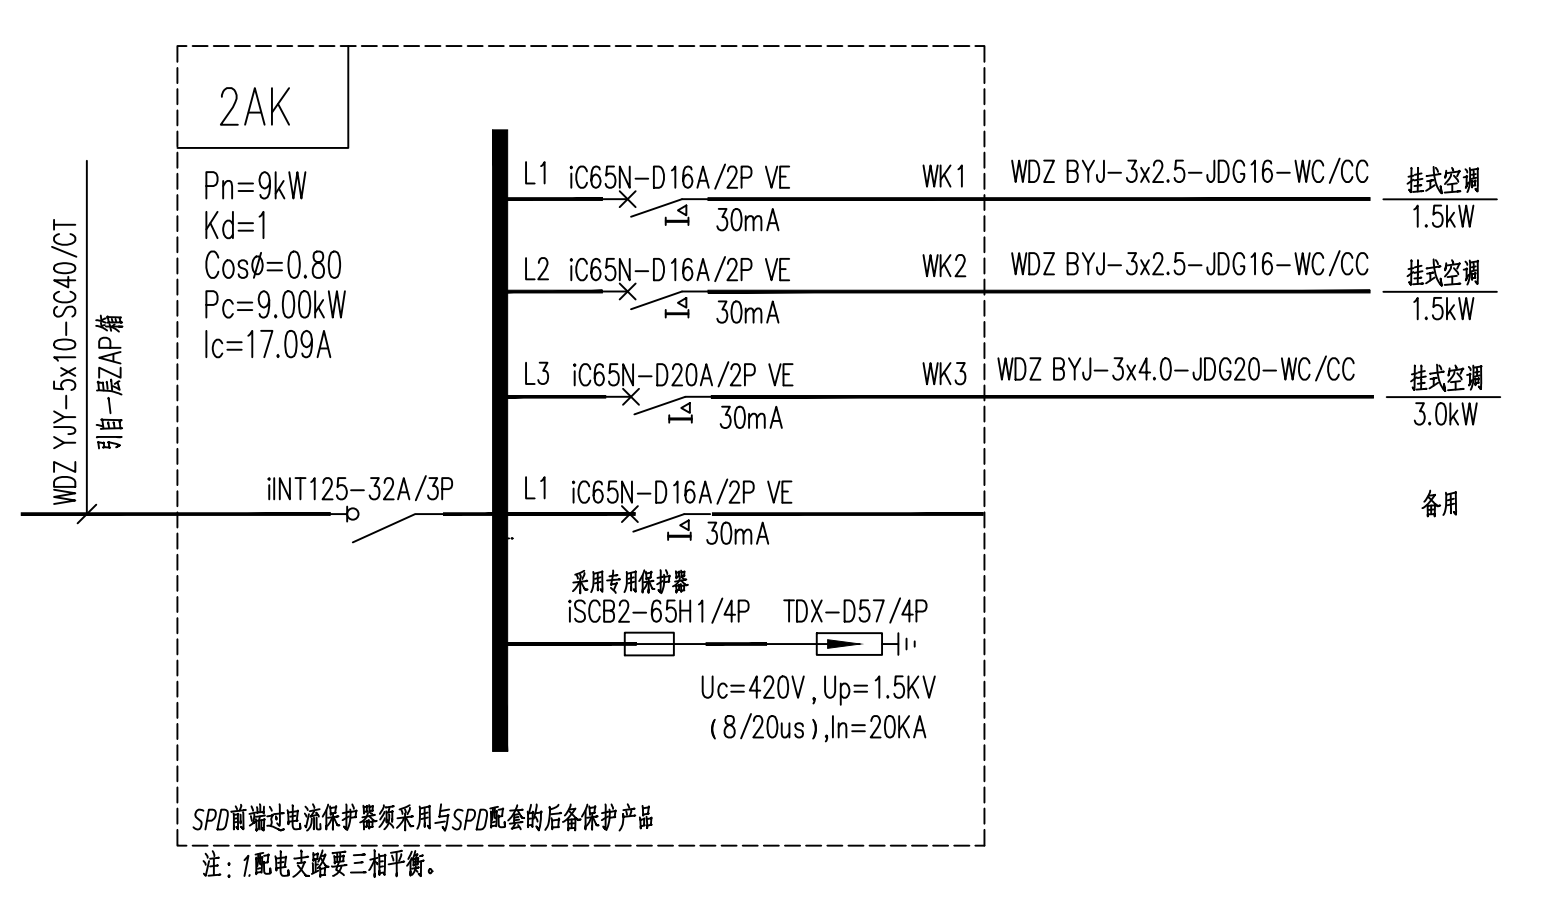 2AK
Pn=9kW
Kd=1
Cosø=0.80
Pc=9.00kW
Ic=17.09A
WDZ YJY-5x10-SC40/CT
引自一层ZAP箱
iINT125-32A/3P
L1 iC65N-D16A/2P VE WK1 WDZ BYJ-3x2.5-JDG16-WC/CC 挂式空调
30mA 1.5kW
L2 iC65N-D16A/2P VE WK2 WDZ BYJ-3x2.5-JDG16-WC/CC 挂式空调
30mA 1.5kW
L3 iC65N-D20A/2P VE WK3 WDZ BYJ-3x4.0-JDG20-WC/CC 挂式空调
30mA 3.0kW
L1 iC65N-D16A/2P VE 备用
30mA
采用专用保护器
iSCB2-65H1/4P TDX-D57/4P
Uc=420V,Up=1.5KV
(8/20us),In=20KA
SPD前端过电流保护器须采用与SPD配套的后备保护产品
注：1.配电支路要三相平衡。